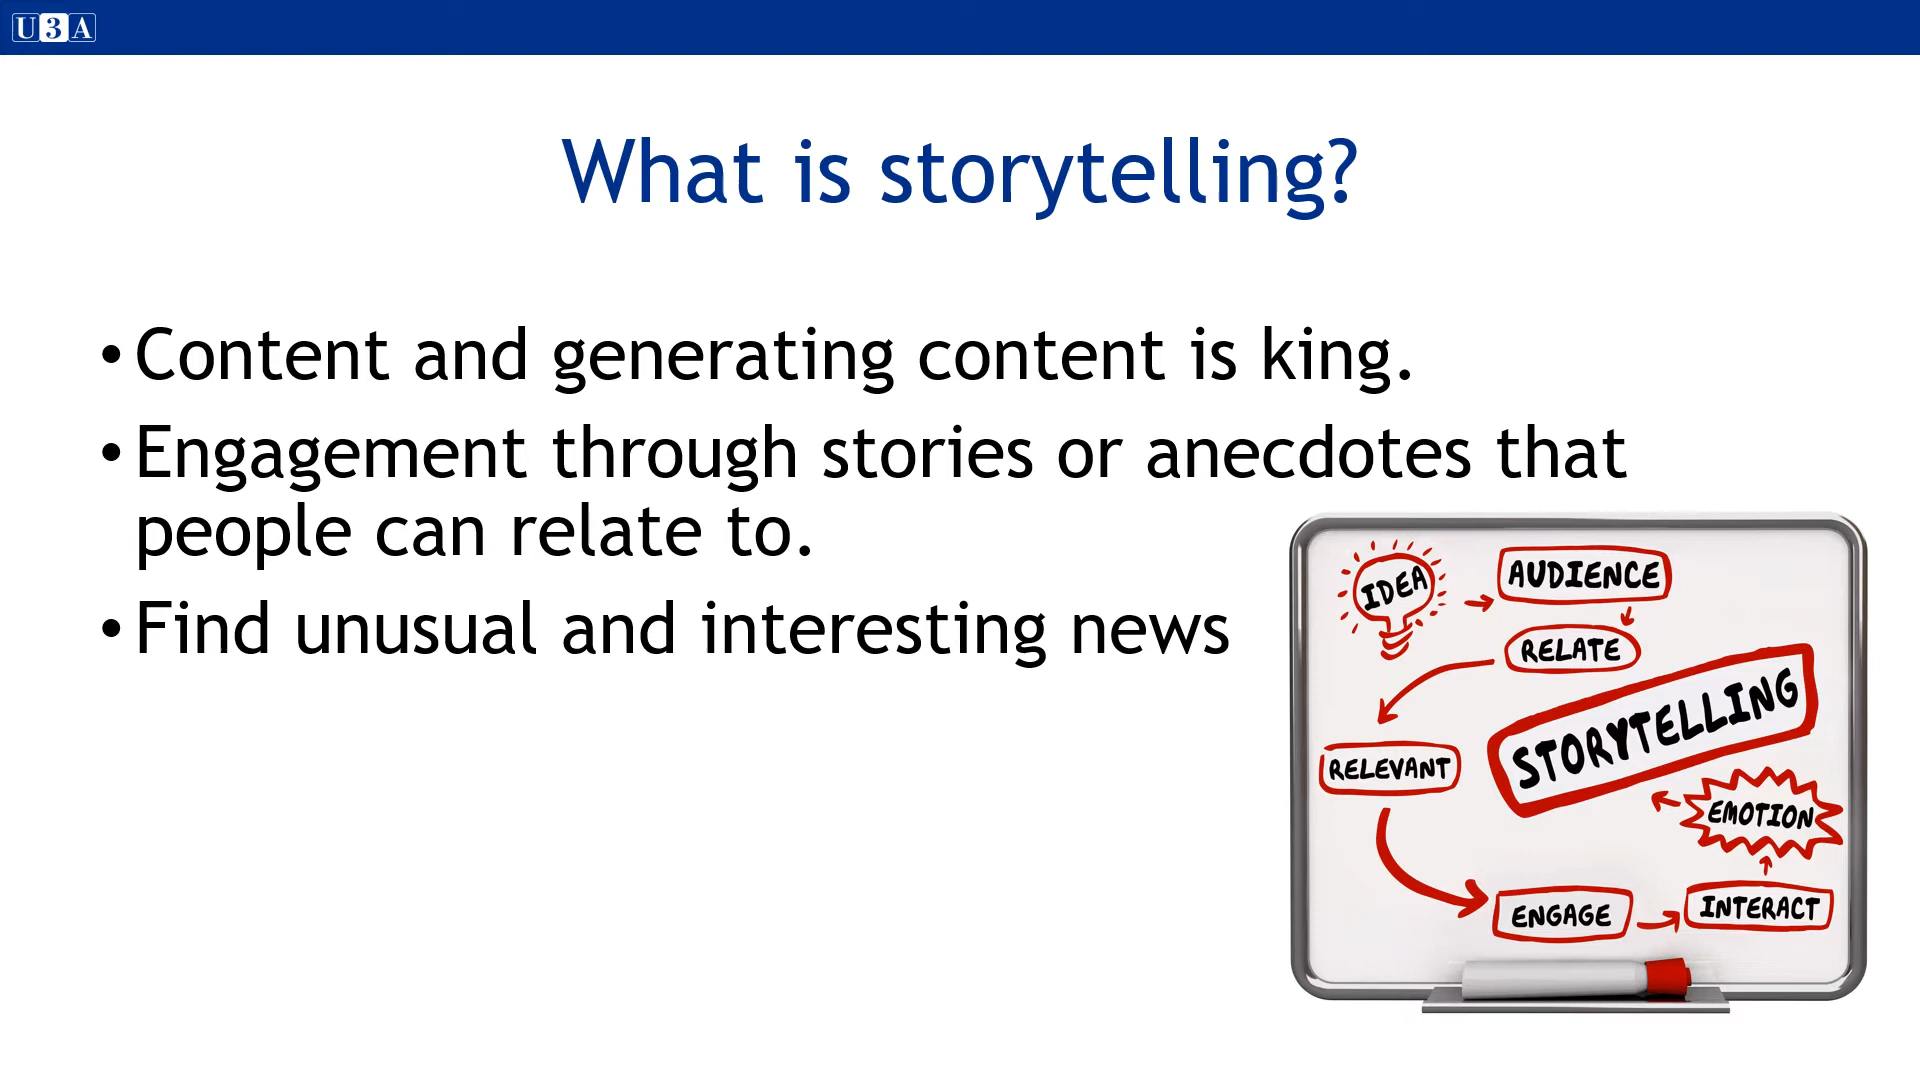 U3A
What is storytelling?
• Content and generating content is king.
• Engagement through stories or anecdotes that
people can relate to.
• Find unusual and interesting news
IDEA
AUDIENCE
RELATE
RELEVANT
STORYTELLING
EMOTION
ENGAGE
INTERACT